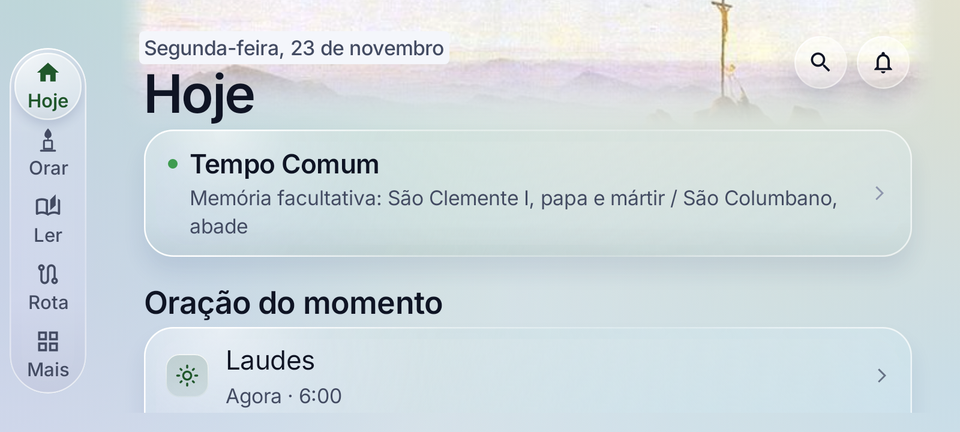 Segunda-feira, 23 de novembro
Hoje
Tempo Comum
Memória facultativa: São Clemente I, papa e mártir / São Columbano,
abade
Oração do momento
Laudes
Agora · 6:00
Hoje
Orar
Ler
Rota
Mais